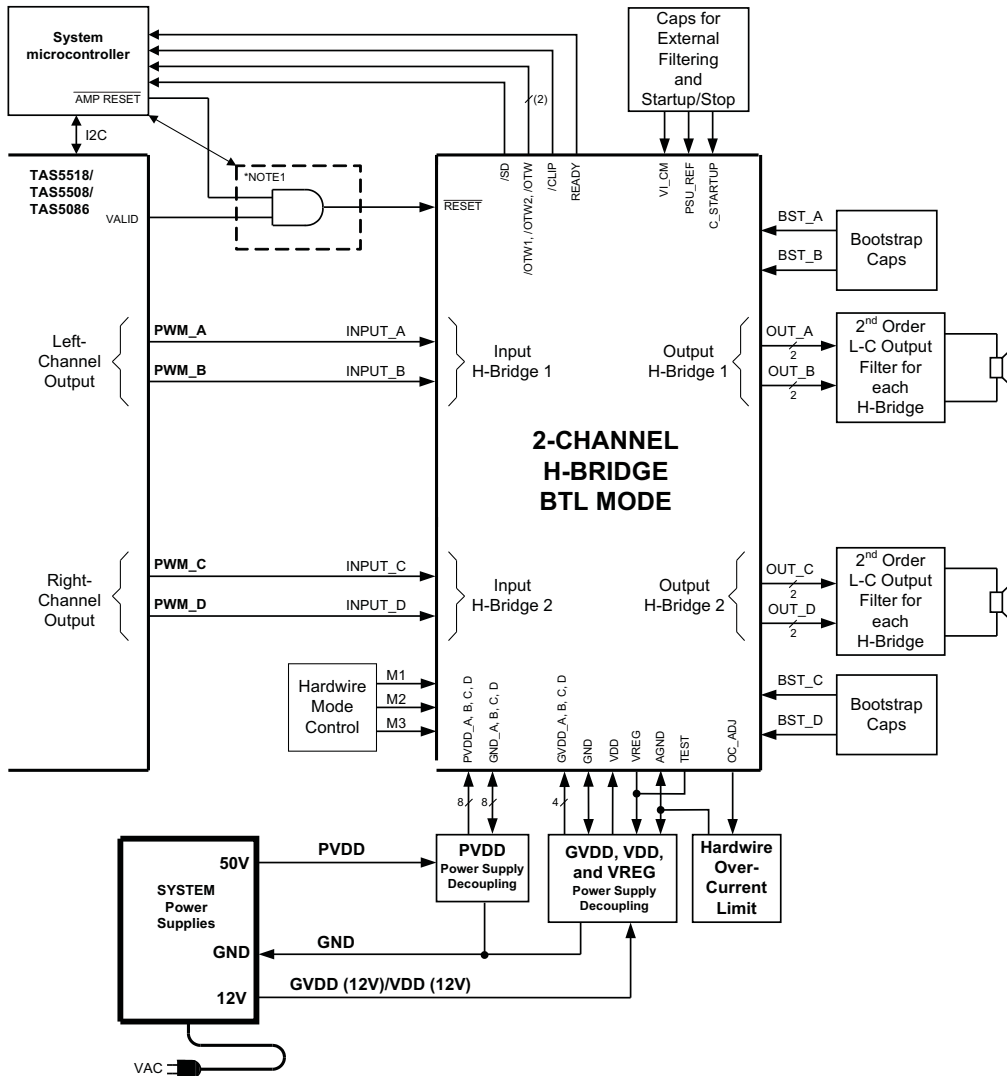 System
microcontroller
AMP RESET
I2C
TAS5518/
TAS5508/
TAS5086
VALID
*NOTE1
RESET
/SD
/OTW1, /OTW2, /OTW
(2)
/CLIP
READY
Caps for
External
Filtering
and
Startup/Stop
VI_CM
PSU_REF
C_STARTUP
BST_A
BST_B
Bootstrap
Caps
Left-
Channel
Output
PWM_A
INPUT_A
PWM_B
INPUT_B
Input
H-Bridge 1
Output
H-Bridge 1
OUT_A
2
OUT_B
2
2nd Order
L-C Output
Filter for
each
H-Bridge
2-CHANNEL
H-BRIDGE
BTL MODE
Right-
Channel
Output
PWM_C
INPUT_C
PWM_D
INPUT_D
Input
H-Bridge 2
Output
H-Bridge 2
OUT_C
2
OUT_D
2
2nd Order
L-C Output
Filter for
each
H-Bridge
Hardwire
Mode
Control
M1
M2
M3
BST_C
BST_D
Bootstrap
Caps
PVDD_A, B, C, D
GND_A, B, C, D
GVDD_A, B, C, D
GND
VDD
VREG
AGND
TEST
OC_ADJ
8
8
4
50V
PVDD
PVDD
Power Supply
Decoupling
GVDD, VDD,
and VREG
Power Supply
Decoupling
Hardwire
Over-
Current
Limit
SYSTEM
Power
Supplies
GND
GND
12V
GVDD (12V)/VDD (12V)
VAC